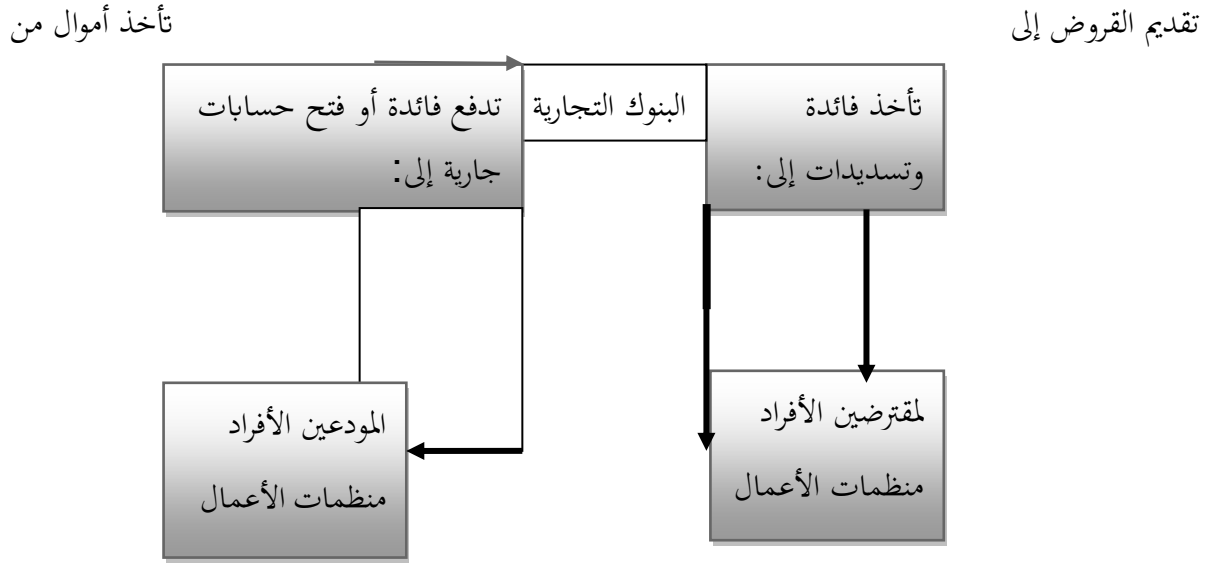 تقديم القروض إلى
تأخذ أموال من
تأخذ فائدة
وتسديدات إلى:
البنوك التجارية
تدفع فائدة أو فتح حسابات
جارية إلى:
لمقترضين الأفراد
منظمات الأعمال
المودعين الأفراد
منظمات الأعمال